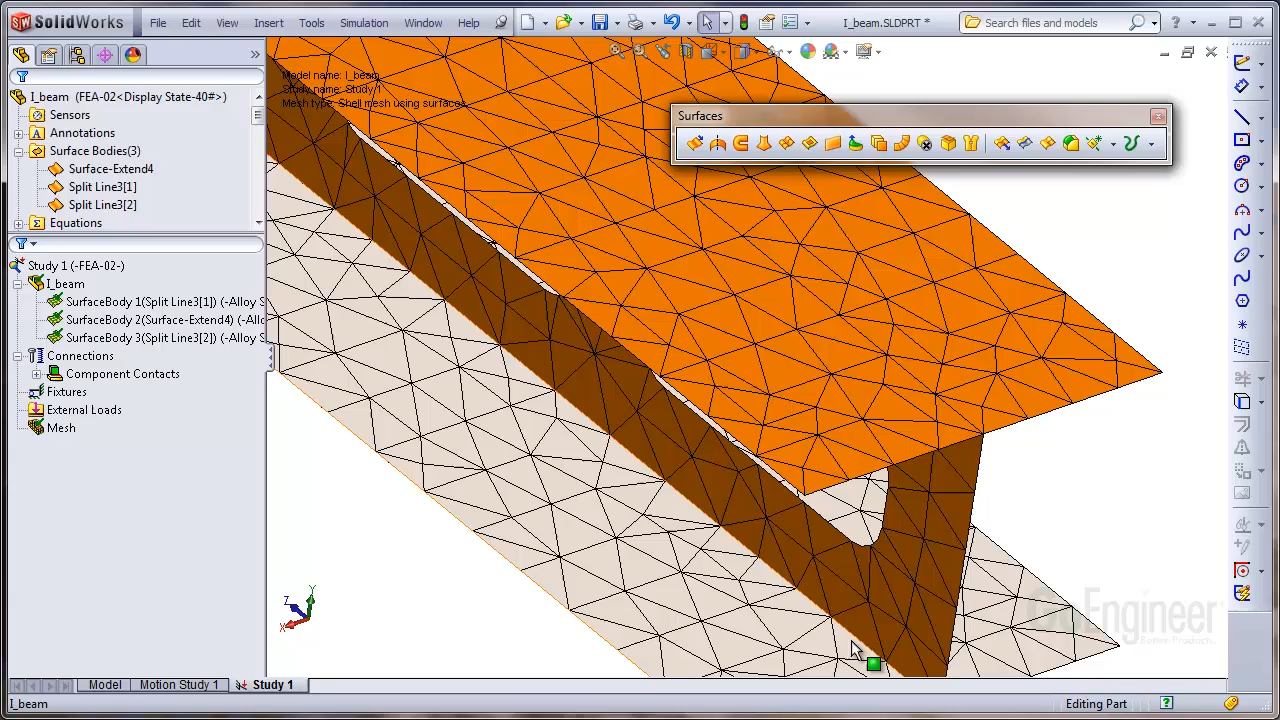 SolidWorks File Edit View Insert Tools Simulation Window Help I_beam.SLDPRT * Search files and models
I_beam (FEA-02<Display State-40#>)
Sensors
Annotations
Surface Bodies(3)
Surface-Extend4
Split Line3[1]
Split Line3[2]
Equations
Study 1 (-FEA-02-)
I_beam
SurfaceBody 1(Split Line3[1]) (-Alloy S
SurfaceBody 2(Surface-Extend4) (-Allo
SurfaceBody 3(Split Line3[2]) (-Alloy S
Connections
Component Contacts
Fixtures
External Loads
Mesh
Model name: I_beam
Study name: Study 1
Mesh type: Shell mesh using surfaces
Surfaces
Z Y X
GoEngineer
Model Motion Study 1 Study 1
I_beam Editing Part